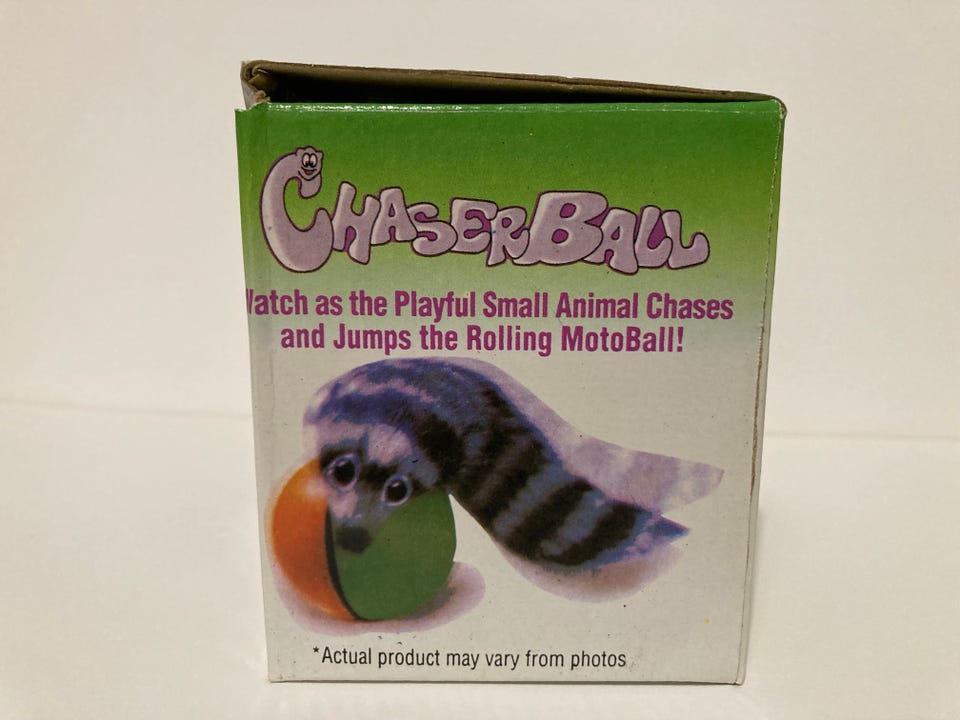 CHASERBALL
Watch as the Playful Small Animal Chases
and Jumps the Rolling MotoBall!
*Actual product may vary from photos